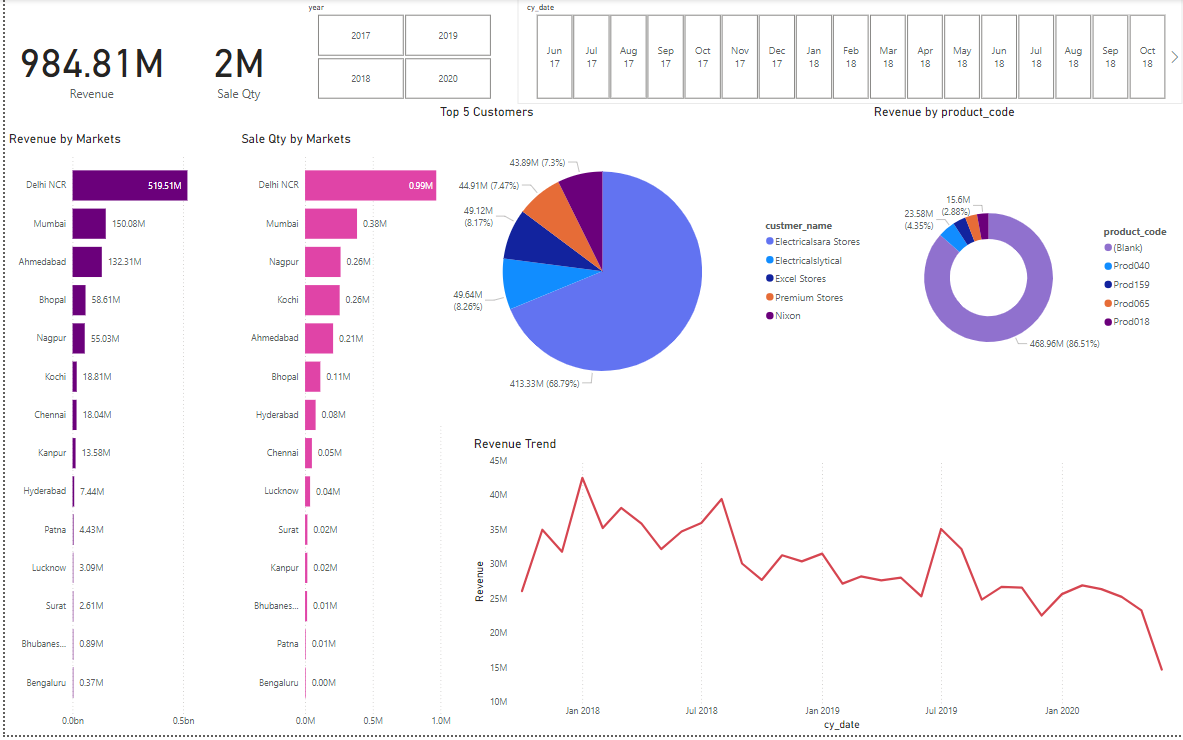 year
cy_date
984.81M
Revenue
2M
Sale Qty
2017
2019
2018
2020
Jun 17
Jul 17
Aug 17
Sep 17
Oct 17
Nov 17
Dec 17
Jan 18
Feb 18
Mar 18
Apr 18
May 18
Jun 18
Jul 18
Aug 18
Sep 18
Oct 18
Revenue by Markets
Delhi NCR 519.51M
Mumbai 150.08M
Ahmedabad 132.31M
Bhopal 58.61M
Nagpur 55.03M
Kochi 18.81M
Chennai 18.04M
Kanpur 13.58M
Hyderabad 7.44M
Patna 4.43M
Lucknow 3.09M
Surat 2.61M
Bhubanes... 0.89M
Bengaluru 0.37M
0.0bn 0.5bn
Sale Qty by Markets
Delhi NCR 0.99M
Mumbai 0.38M
Nagpur 0.26M
Kochi 0.26M
Ahmedabad 0.21M
Bhopal 0.11M
Hyderabad 0.08M
Chennai 0.05M
Lucknow 0.04M
Surat 0.02M
Kanpur 0.02M
Bhubanes... 0.01M
Patna 0.01M
Bengaluru 0.00M
0.0M 0.5M 1.0M
Top 5 Customers
43.89M (7.3%)
44.91M (7.47%)
49.12M
(8.17%)
49.64M
(8.26%)
413.33M (68.79%)
custmer_name
Electricalsara Stores
Electricalslytical
Excel Stores
Premium Stores
Nixon
Revenue by product_code
15.6M
(2.88%)
23.58M
(4.35%)
468.96M (86.51%)
product_code
(Blank)
Prod040
Prod159
Prod065
Prod018
Revenue Trend
45M
40M
35M
30M
25M
20M
15M
10M
Revenue
Jan 2018 Jul 2018 Jan 2019 Jul 2019 Jan 2020
cy_date